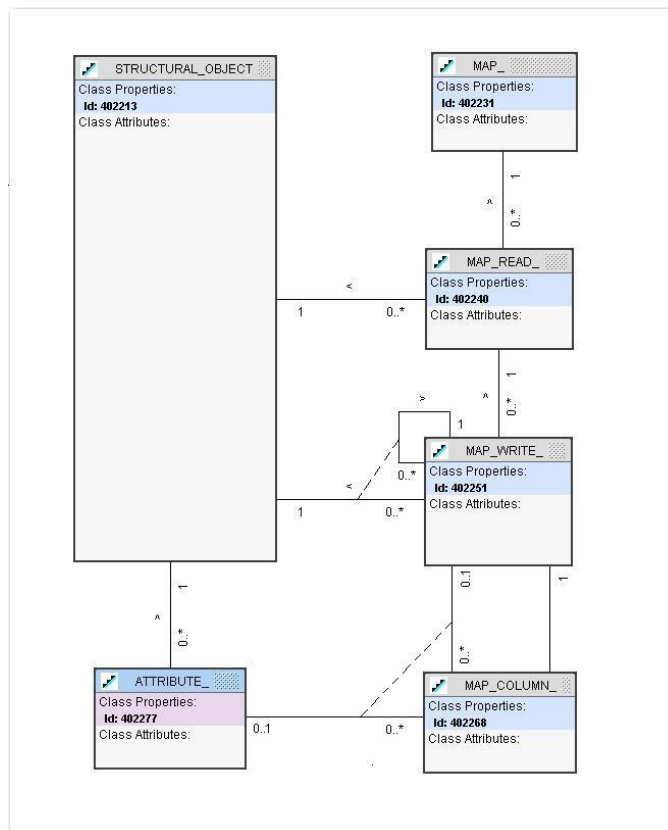 STRUCTURAL_OBJECT
Class Properties:
Id: 402213
Class Attributes:
MAP_
Class Properties:
Id: 402231
Class Attributes:
1
^
0..*
MAP_READ_
Class Properties:
Id: 402240
Class Attributes:
<
1
0..*
1
^
0..*
>
1
0..*
MAP_WRITE_
Class Properties:
Id: 402251
Class Attributes:
<
1
0..*
1
^
0..*
0..1
1
0..*
ATTRIBUTE_
Class Properties:
Id: 402277
Class Attributes:
0..1
0..*
MAP_COLUMN_
Class Properties:
Id: 402268
Class Attributes: